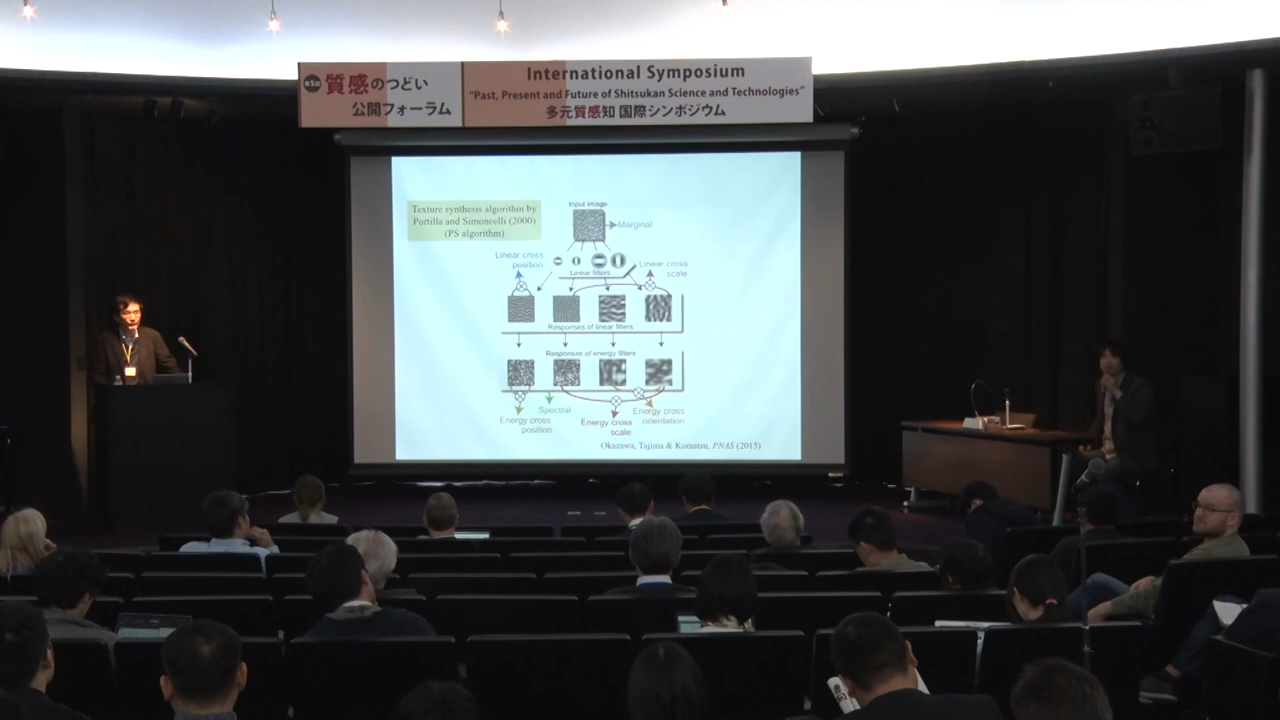 第5回 質感のつどい
公開フォーラム
International Symposium
"Past, Present and Future of Shitsukan Science and Technologies"
多元質感知 国際シンポジウム
Texture synthesis algorithm by
Portilla and Simoncelli (2000)
(PS algorithm)
Input image
Marginal
Linear cross
position
Linear filters
Linear cross
scale
Responses of linear filters
Responses of energy filters
Spectral
Energy cross
position
Energy cross
scale
Energy cross
orientation
Okazawa, Tajima & Komatsu, PNAS (2015)